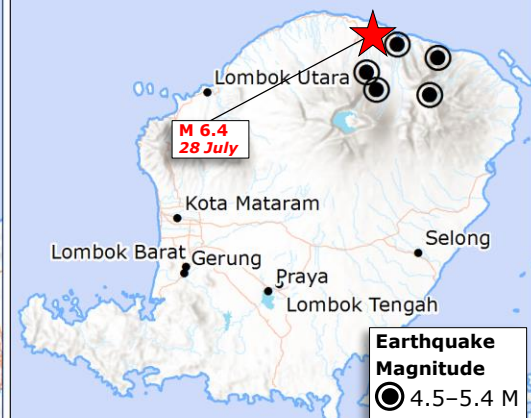 Lombok Utara
M 6.4
28 July
Kota Mataram
Selong
Lombok Barat
Gerung
Praya
Lombok Tengah
Earthquake
Magnitude
4.5–5.4 M